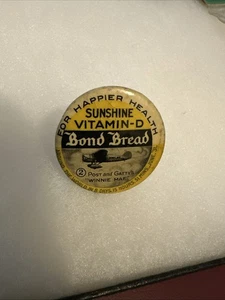 FOR HAPPIER HEALTH
SUNSHINE
VITAMIN-D
Bond Bread
② POST AND GATTY
WINNIE MAE